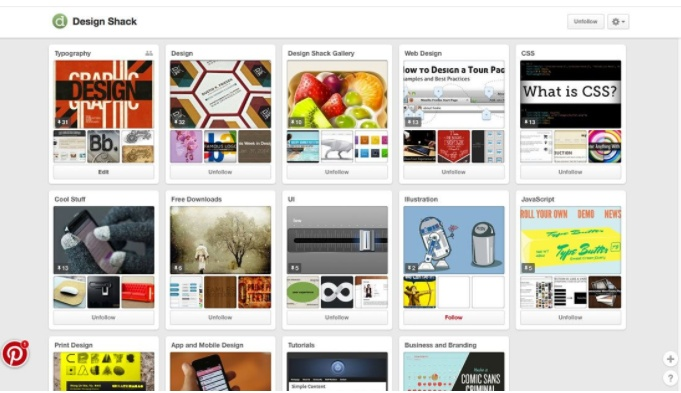 Design Shack
Unfollow
Typography
GRAPHIC
DESIGN
31
Bb.
Edit
Design
32
Unfollow
Design Shack Gallery
10
Unfollow
Web Design
How to Design a Tour Pag
amples and Best Practices
13
Unfollow
CSS
What is CSS?
13
Unfollow
Cool Stuff
13
Unfollow
Free Downloads
6
Unfollow
UI
5
Unfollow
Illustration
2
Follow
JavaScript
ROLL YOUR OWN DEMO NEWS
Type Butter
5
Unfollow
Print Design
App and Mobile Design
Tutorials
Simple Content
Business and Branding
COMIC SANS
CRIMINAL
+
?